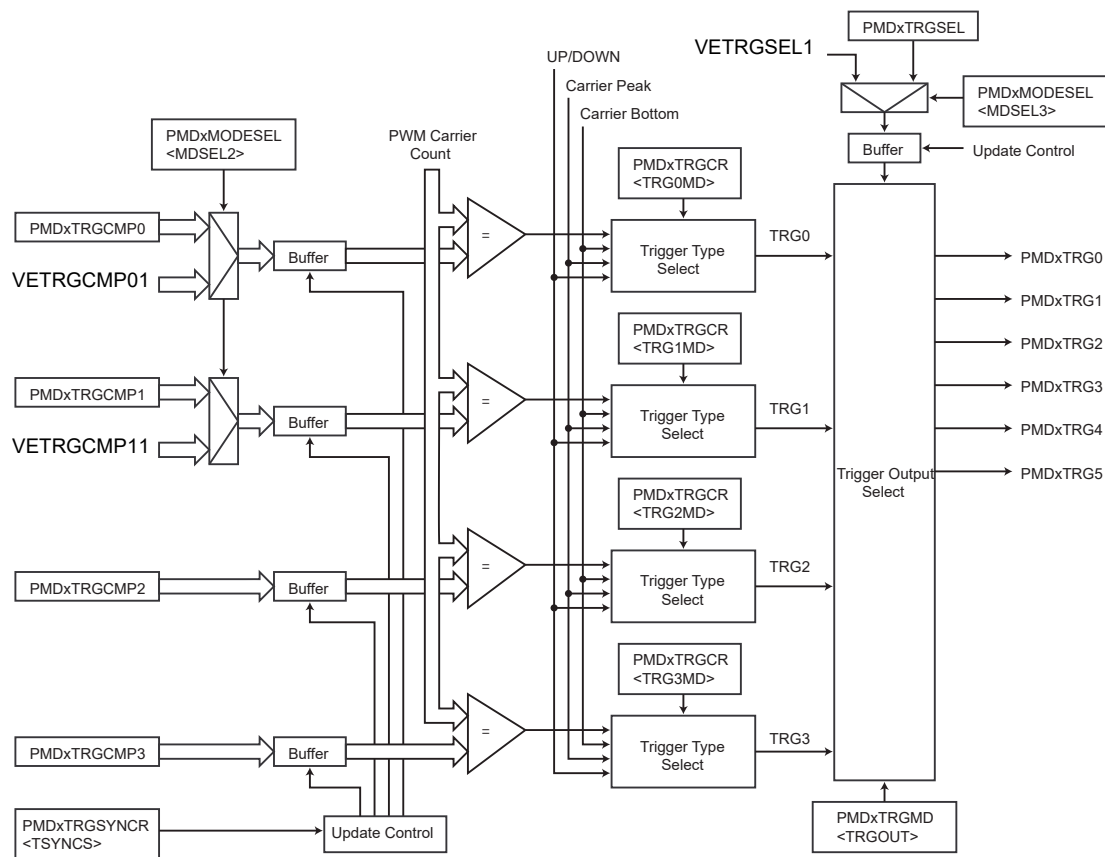 PMDxTRGSEL
VETRGSEL1
UP/DOWN
Carrier Peak
Carrier Bottom
PMDxMODESEL
<MDSEL3>
PMDxMODESEL
<MDSEL2>
PWM Carrier
Count
Buffer
Update Control
PMDxTRGCR
<TRG0MD>
PMDxTRGCMP0
VETRGCMP01
Buffer
=
Trigger Type
Select
TRG0
PMDxTRG0
PMDxTRG1
PMDxTRG2
PMDxTRG3
PMDxTRG4
PMDxTRG5
PMDxTRGCR
<TRG1MD>
PMDxTRGCMP1
VETRGCMP11
Buffer
=
Trigger Type
Select
TRG1
Trigger Output
Select
PMDxTRGCR
<TRG2MD>
PMDxTRGCMP2
Buffer
=
Trigger Type
Select
TRG2
PMDxTRGCR
<TRG3MD>
PMDxTRGCMP3
Buffer
=
Trigger Type
Select
TRG3
PMDxTRGSYNCR
<TSYNCS>
Update Control
PMDxTRGMD
<TRGOUT>